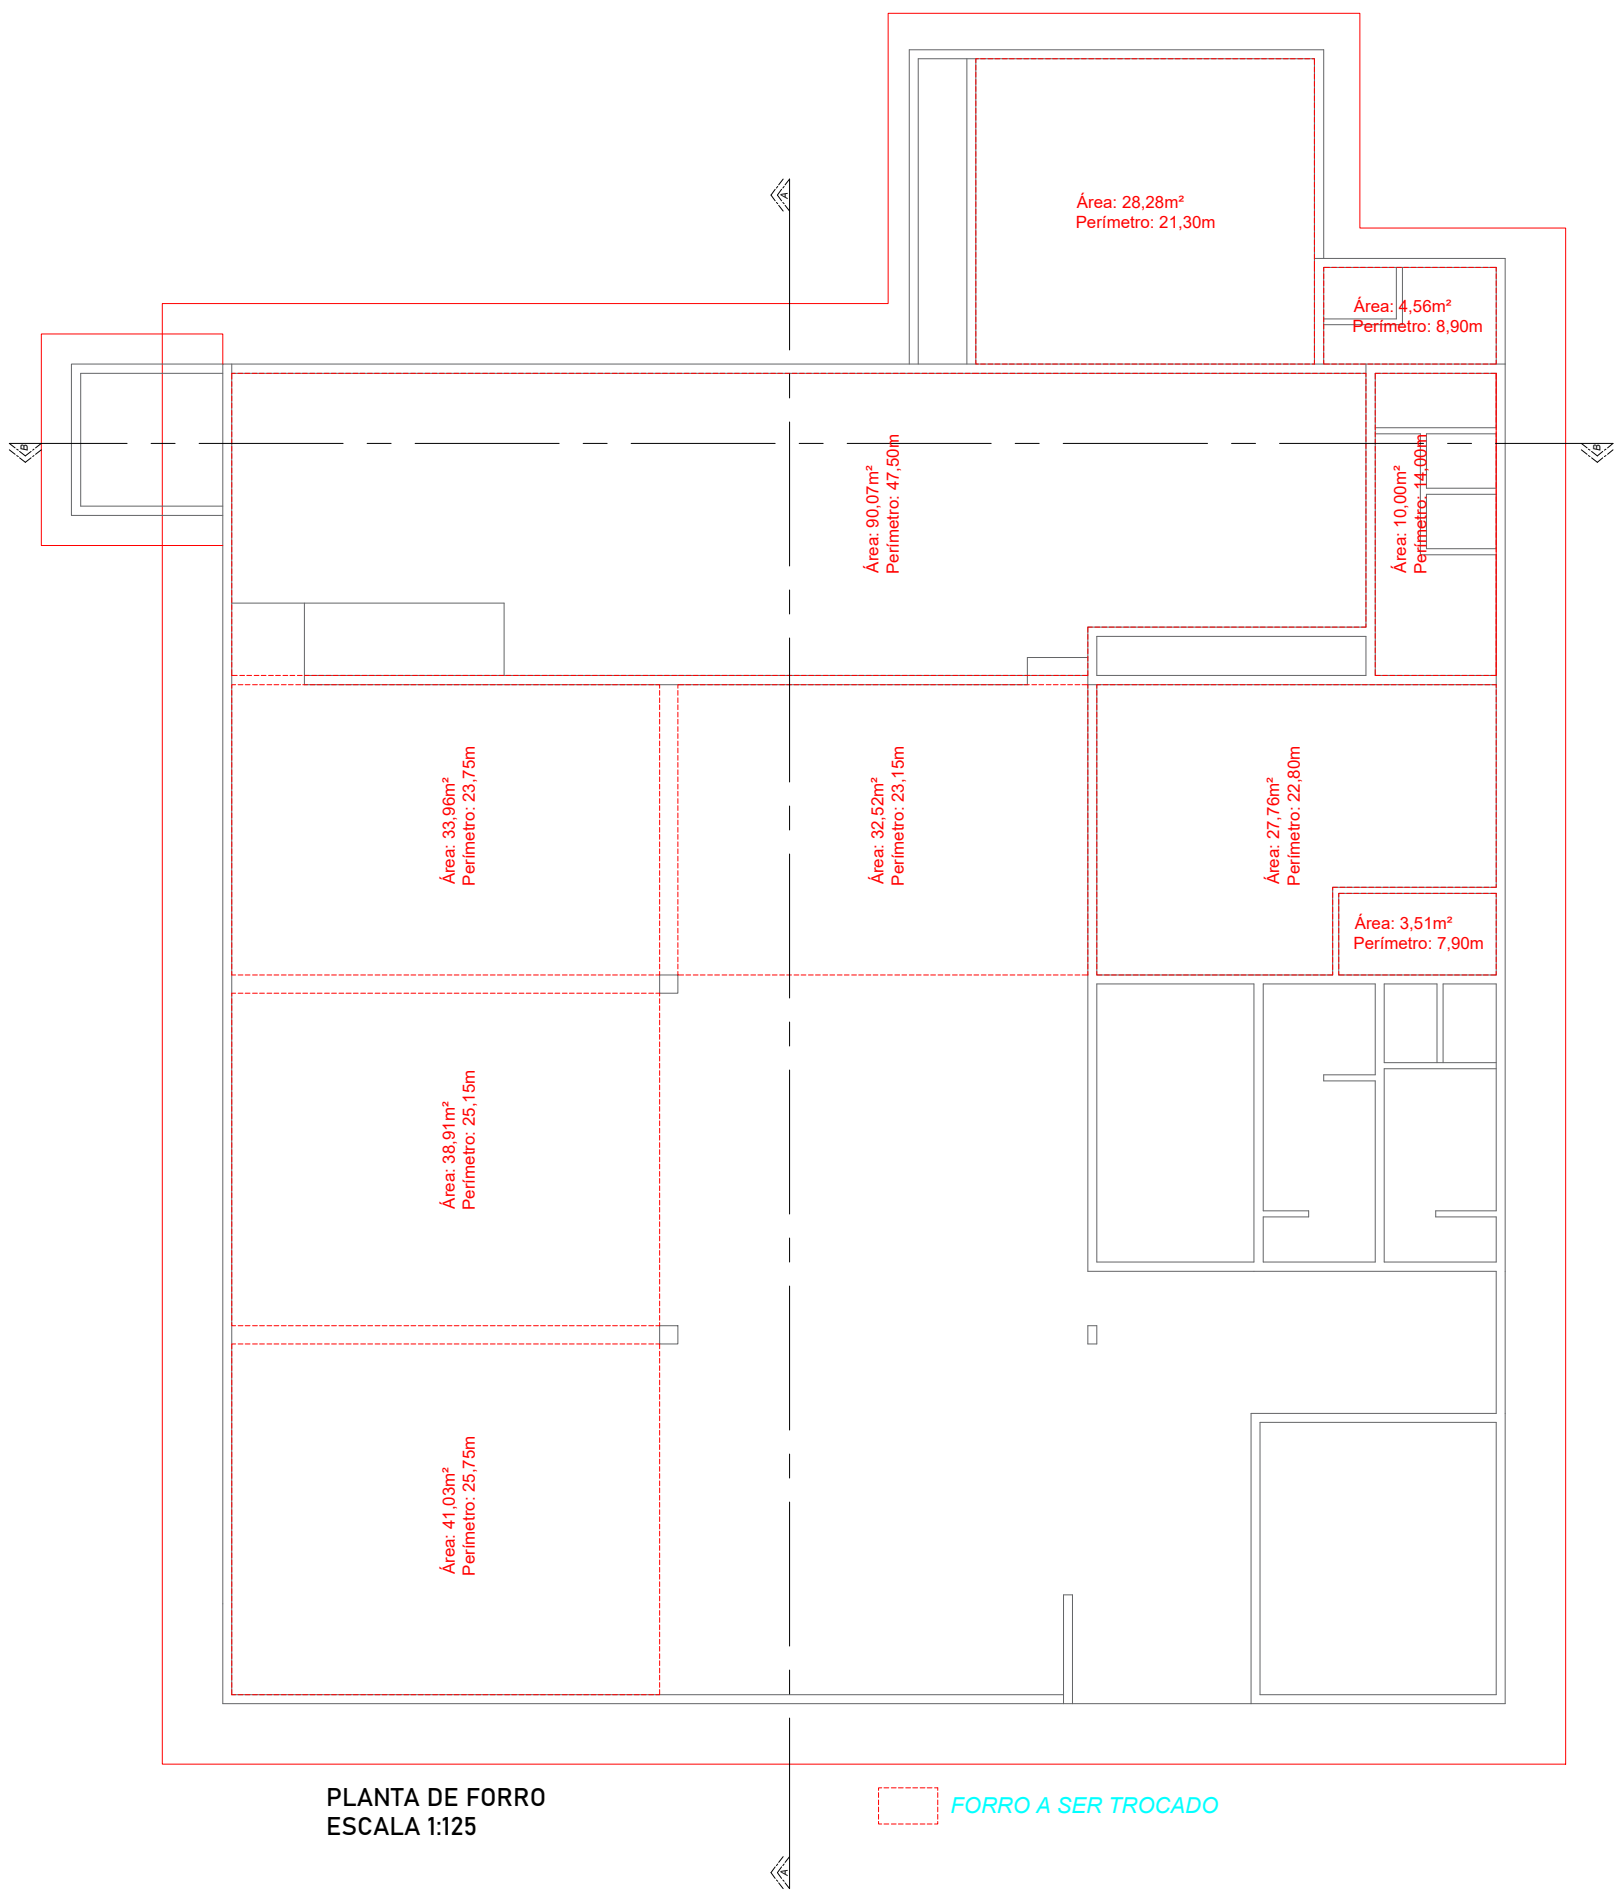 A
Área: 28,28m²
Perímetro: 21,30m
Área: 4,56m²
Perímetro: 8,90m
B
B
Área: 90,07m²
Perímetro: 47,50m
Área: 10,00m²
Perímetro: 14,00m
Área: 33,96m²
Perímetro: 23,75m
Área: 32,52m²
Perímetro: 23,15m
Área: 27,76m²
Perímetro: 22,80m
Área: 3,51m²
Perímetro: 7,90m
Área: 38,91m²
Perímetro: 25,15m
Área: 41,03m²
Perímetro: 25,75m
PLANTA DE FORRO
ESCALA 1:125
FORRO A SER TROCADO
A